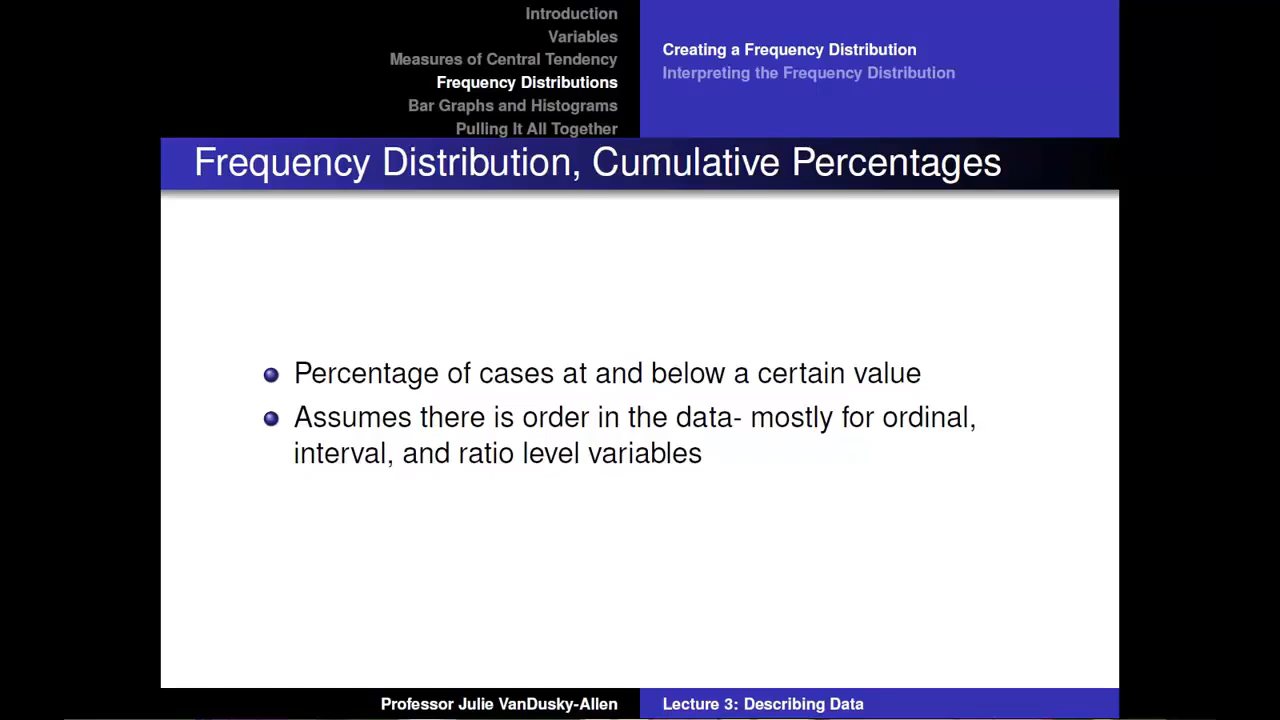 Introduction
Variables
Measures of Central Tendency
Frequency Distributions
Bar Graphs and Histograms
Pulling It All Together
Creating a Frequency Distribution
Interpreting the Frequency Distribution
Frequency Distribution, Cumulative Percentages
Percentage of cases at and below a certain value
Assumes there is order in the data- mostly for ordinal,
interval, and ratio level variables
Professor Julie VanDusky-Allen
Lecture 3: Describing Data